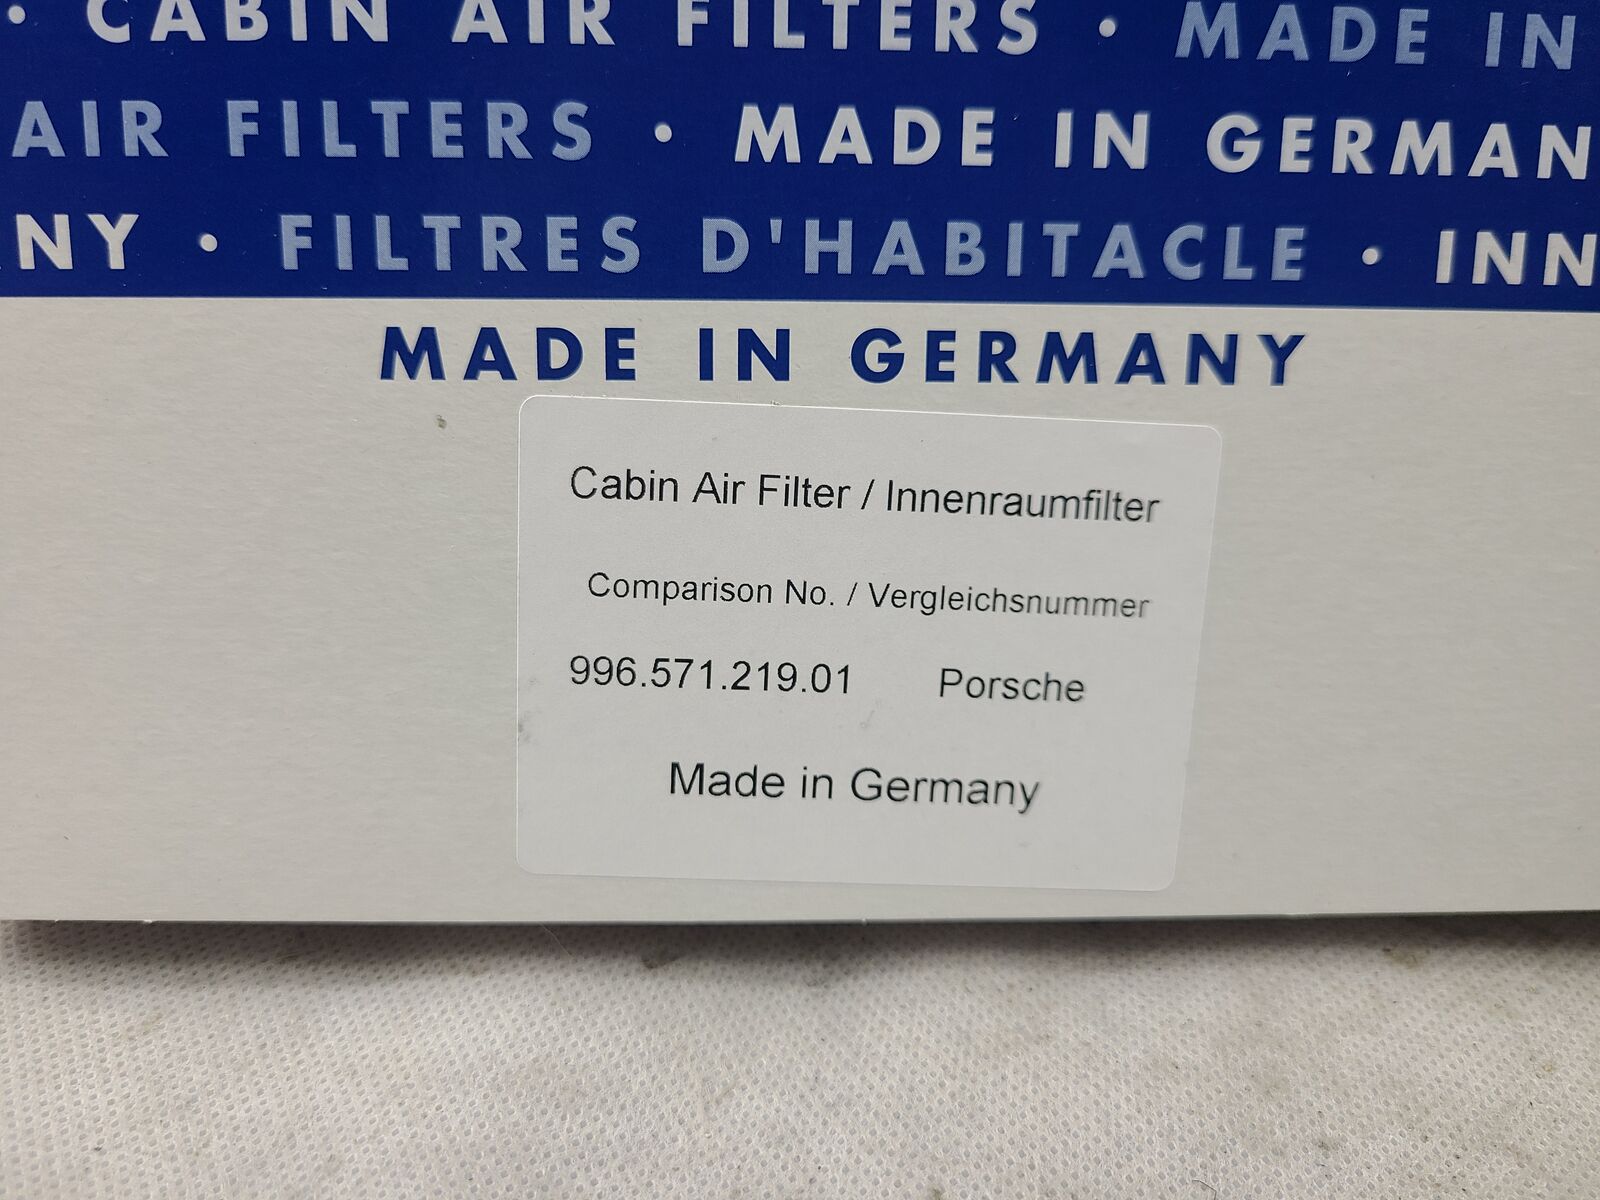 • CABIN AIR FILTERS • MADE IN
AIR FILTERS • MADE IN GERMAN
NY • FILTRES D'HABITACLE • INN
MADE IN GERMANY
Cabin Air Filter / Innenraumfilter
Comparison No. / Vergleichsnummer
996.571.219.01 Porsche
Made in Germany